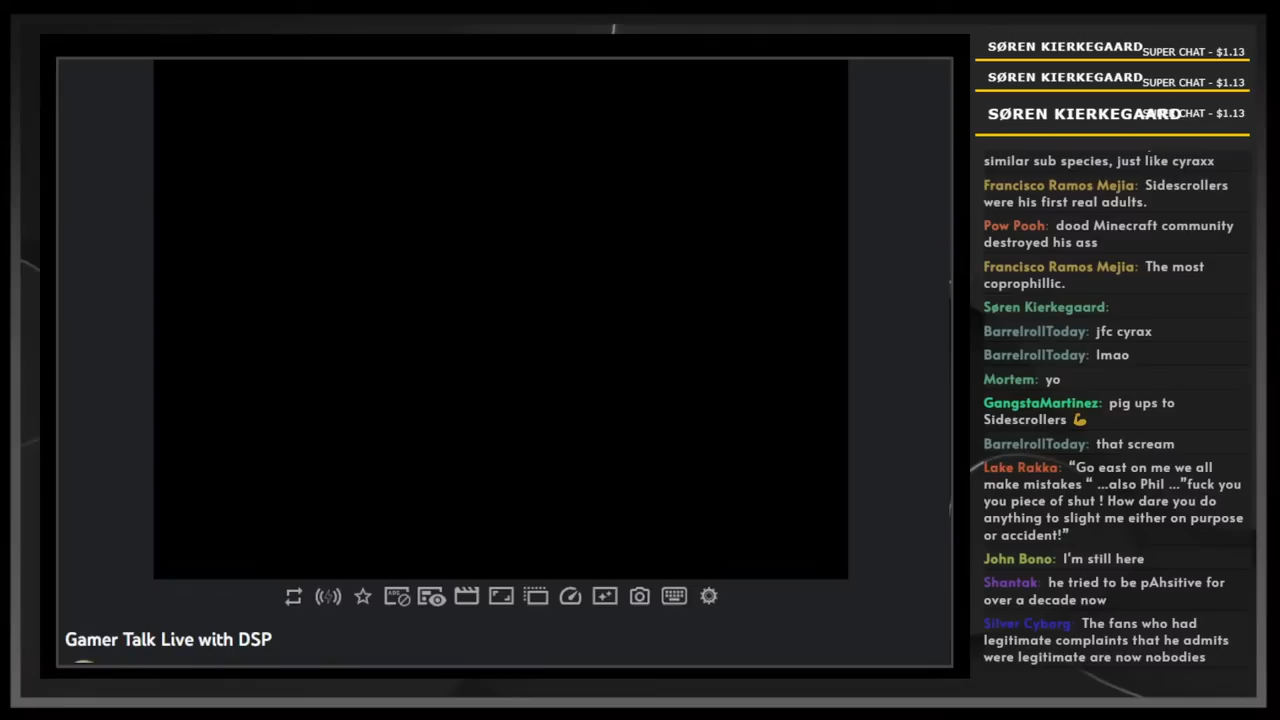 SØREN KIERKEGAARD SUPER CHAT - $1.13
SØREN KIERKEGAARD SUPER CHAT - $1.13
SØREN KIERKEGAARD SUPER CHAT - $1.13
similar sub species, just like cyraxx
Francisco Ramos Mejia: Sidescrollers
were his first real adults.
Pow Pooh: dood Minecraft community
destroyed his ass
Francisco Ramos Mejia: The most
coprophillic.
Søren Kierkegaard:
BarrelrollToday: jfc cyrax
BarrelrollToday: lmao
Mortem: yo
GangstaMartinez: pig ups to
Sidescrollers 💪
BarrelrollToday: that scream
Lake Rakka: “Go east on me we all
make mistakes “ ...also Phil ...”fuck you
you piece of shut ! How dare you do
anything to slight me either on purpose
or accident!”
John Bono: I'm still here
Shantak: he tried to be pAhsitive for
over a decade now
Silver Cyborg: The fans who had
legitimate complaints that he admits
were legitimate are now nobodies
Gamer Talk Live with DSP